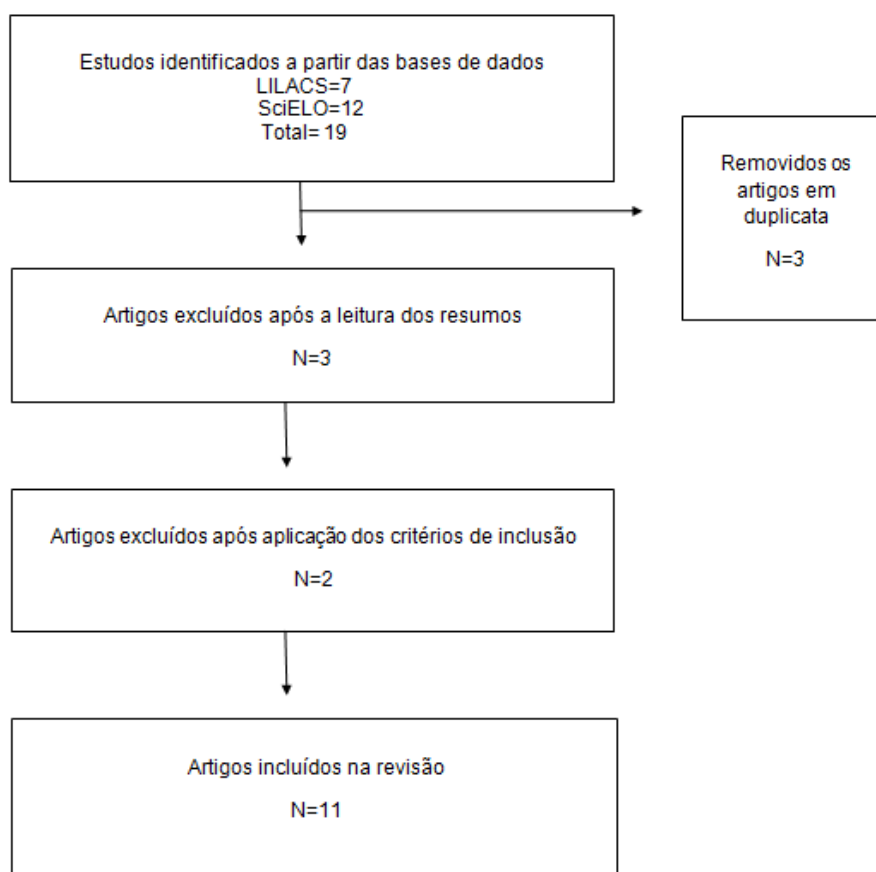 Estudos identificados a partir das bases de dados
LILACS=7
SciELO=12
Total= 19
Removidos os
artigos em
duplicata
N=3
Artigos excluídos após a leitura dos resumos
N=3
Artigos excluídos após aplicação dos critérios de inclusão
N=2
Artigos incluídos na revisão
N=11